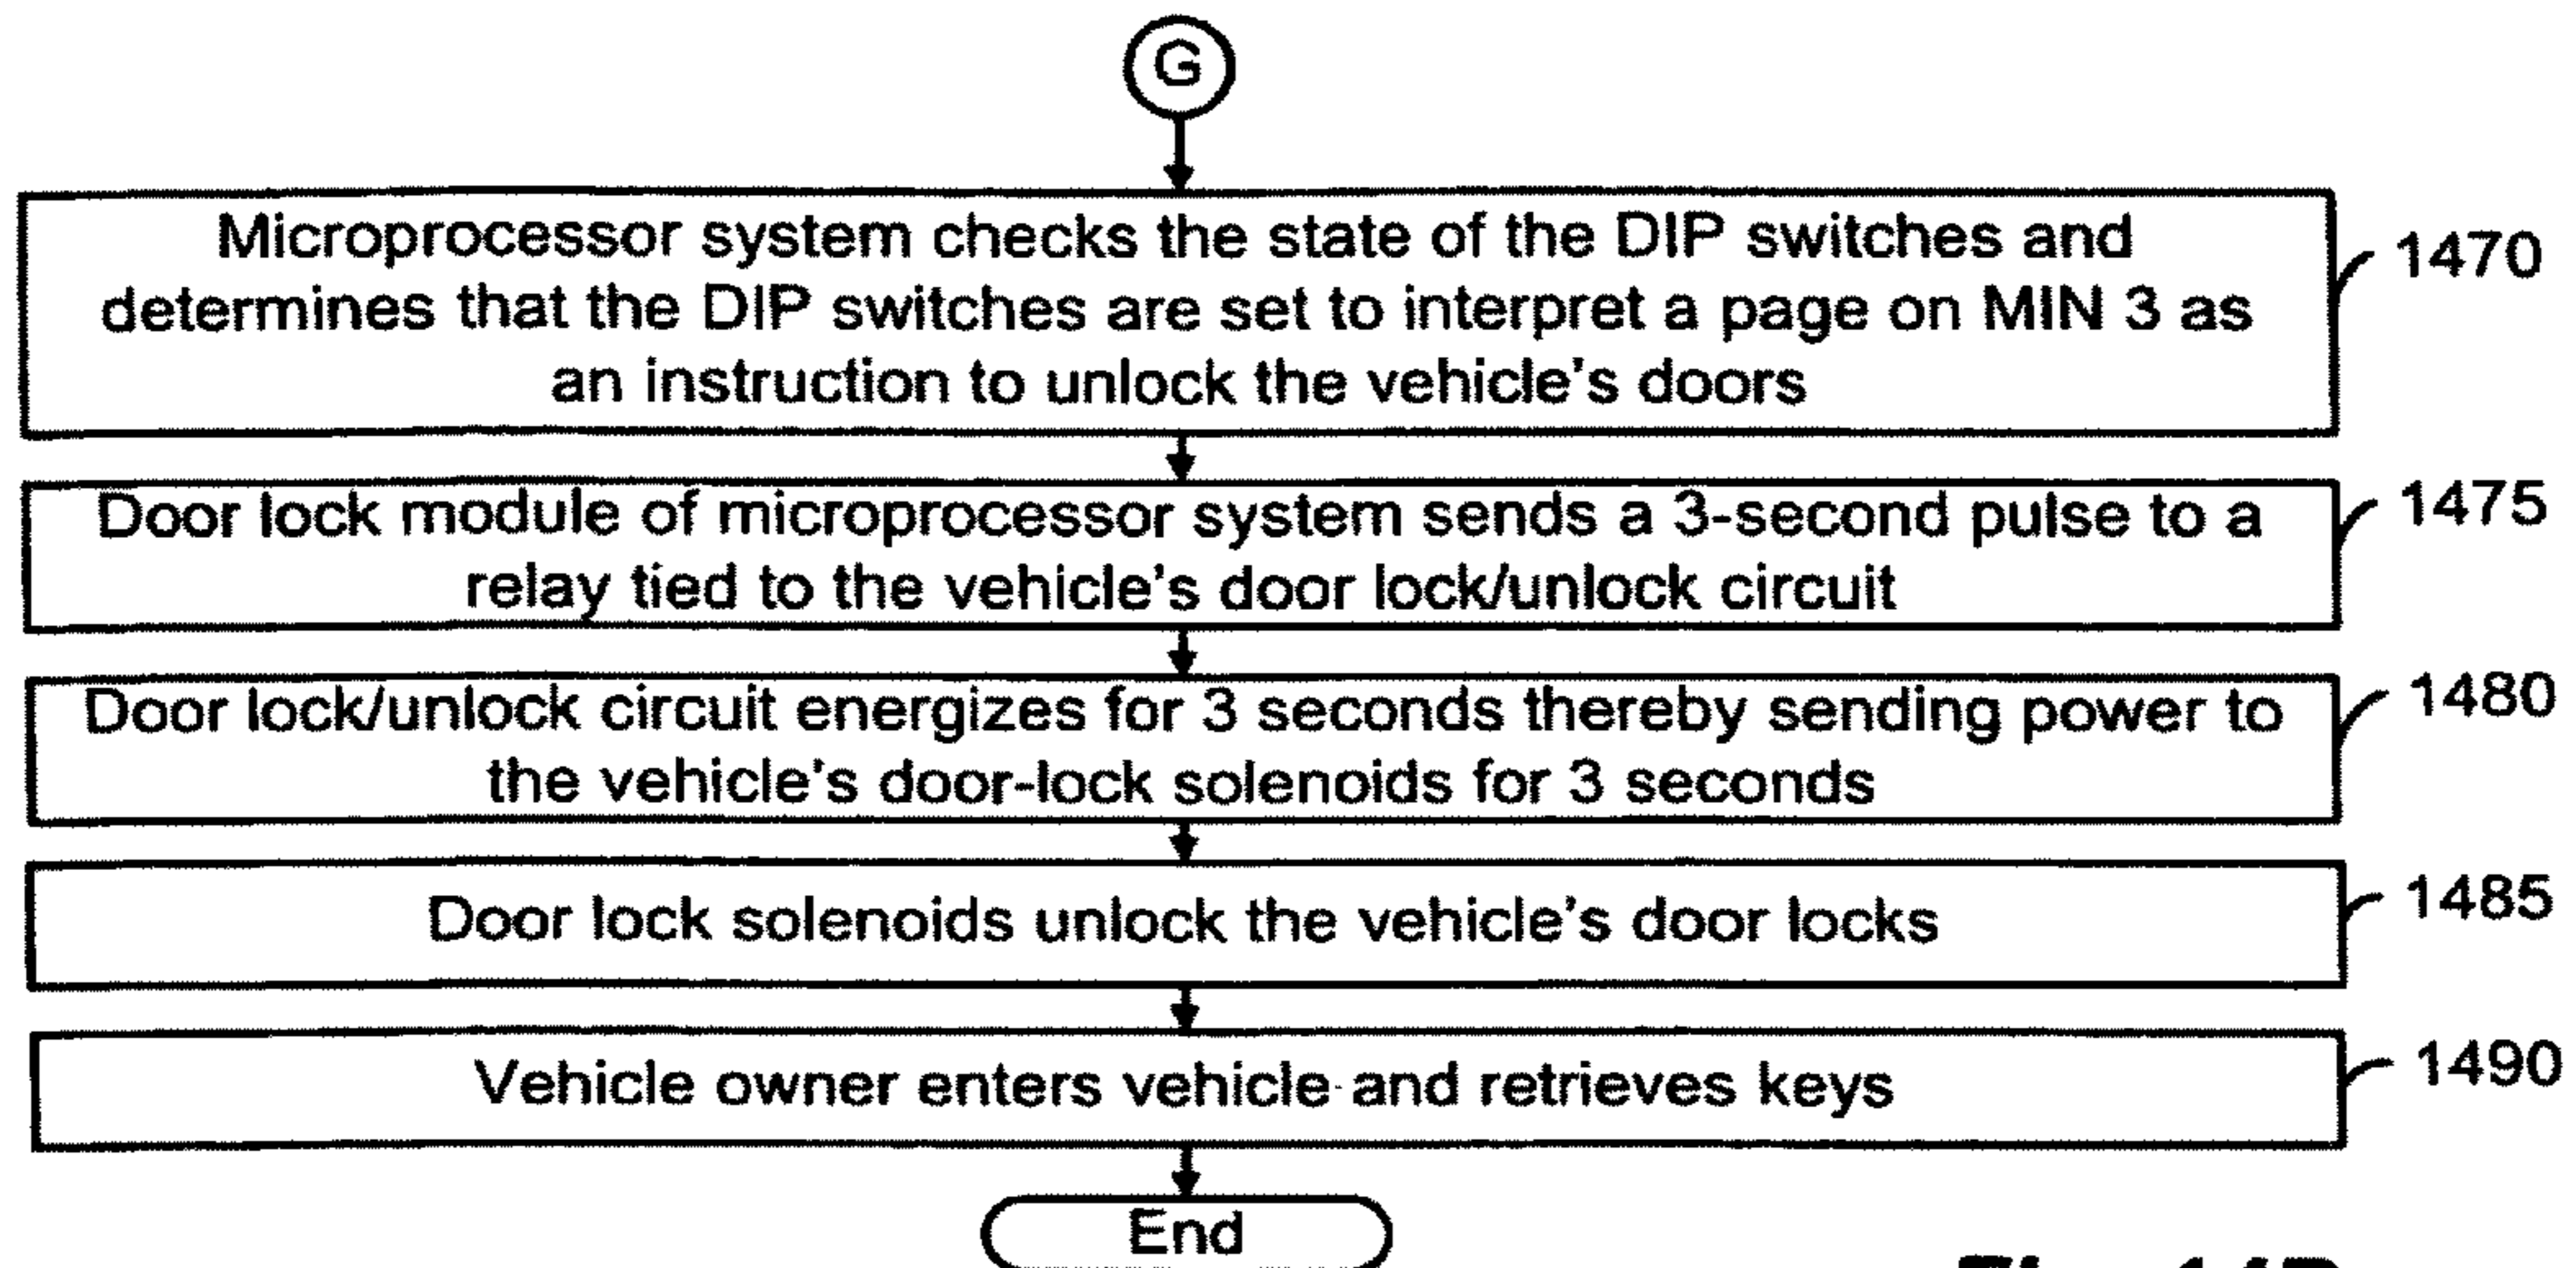 G
Microprocessor system checks the state of the DIP switches and
determines that the DIP switches are set to interpret a page on MIN 3 as
an instruction to unlock the vehicle's doors
1470
Door lock module of microprocessor system sends a 3-second pulse to a
relay tied to the vehicle's door lock/unlock circuit
1475
Door lock/unlock circuit energizes for 3 seconds thereby sending power to
the vehicle's door-lock solenoids for 3 seconds
1480
Door lock solenoids unlock the vehicle's door locks
1485
Vehicle owner enters vehicle and retrieves keys
1490
End